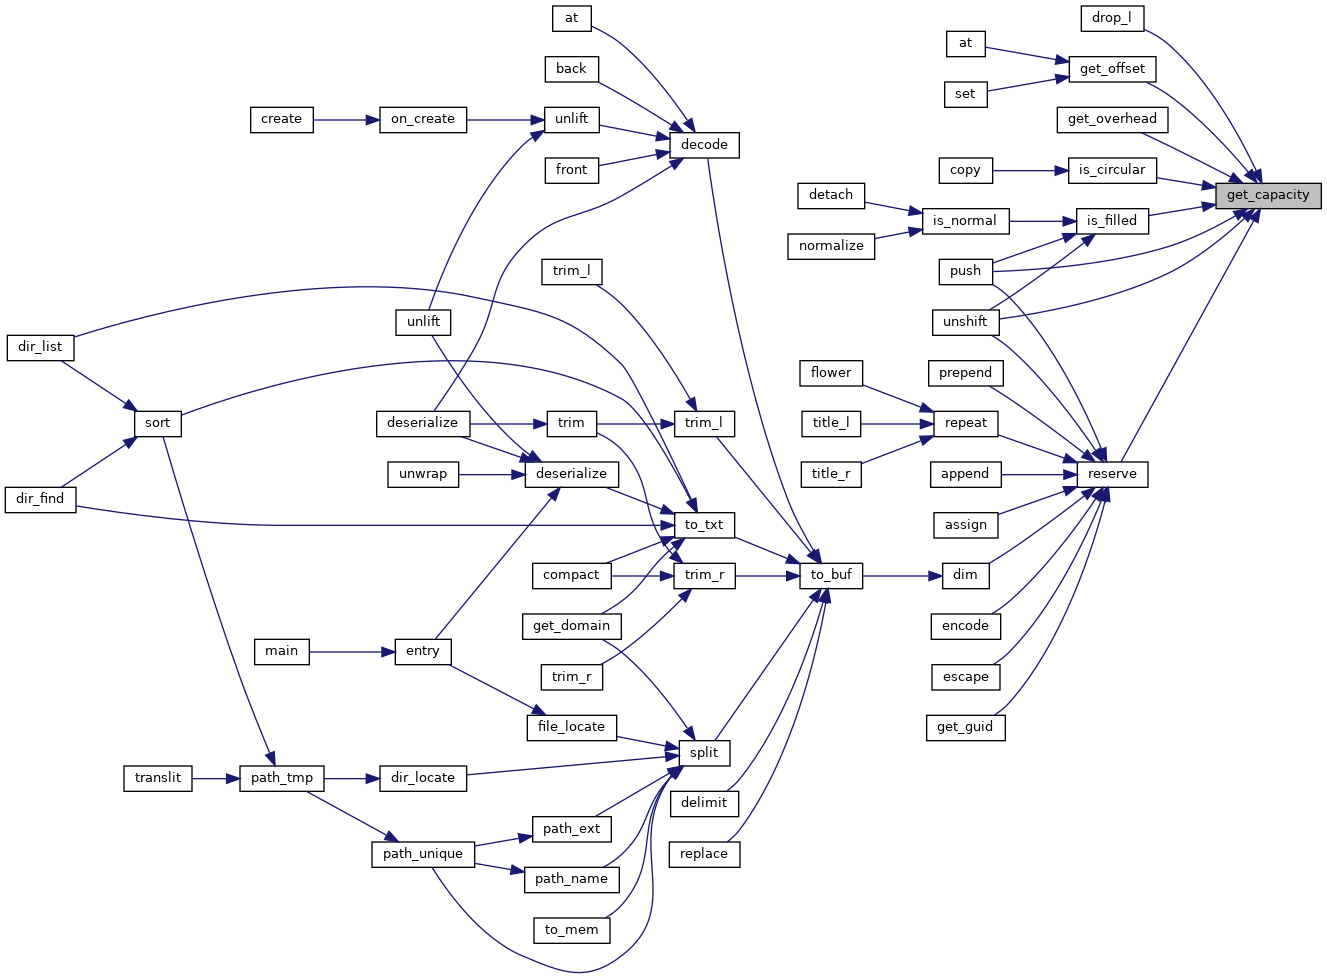 at
drop_l
at
back
get_offset
set
create
on_create
unlift
get_overhead
decode
front
copy
is_circular
detach
get_capacity
is_normal
is_filled
normalize
trim_l
push
unlift
unshift
dir_list
flower
prepend
sort
deserialize
trim
trim_l
title_l
repeat
unwrap
deserialize
title_r
append
reserve
dir_find
to_txt
assign
compact
trim_r
to_buf
dim
get_domain
encode
main
entry
trim_r
escape
file_locate
get_guid
split
translit
path_tmp
dir_locate
delimit
path_ext
path_unique
replace
path_name
to_mem